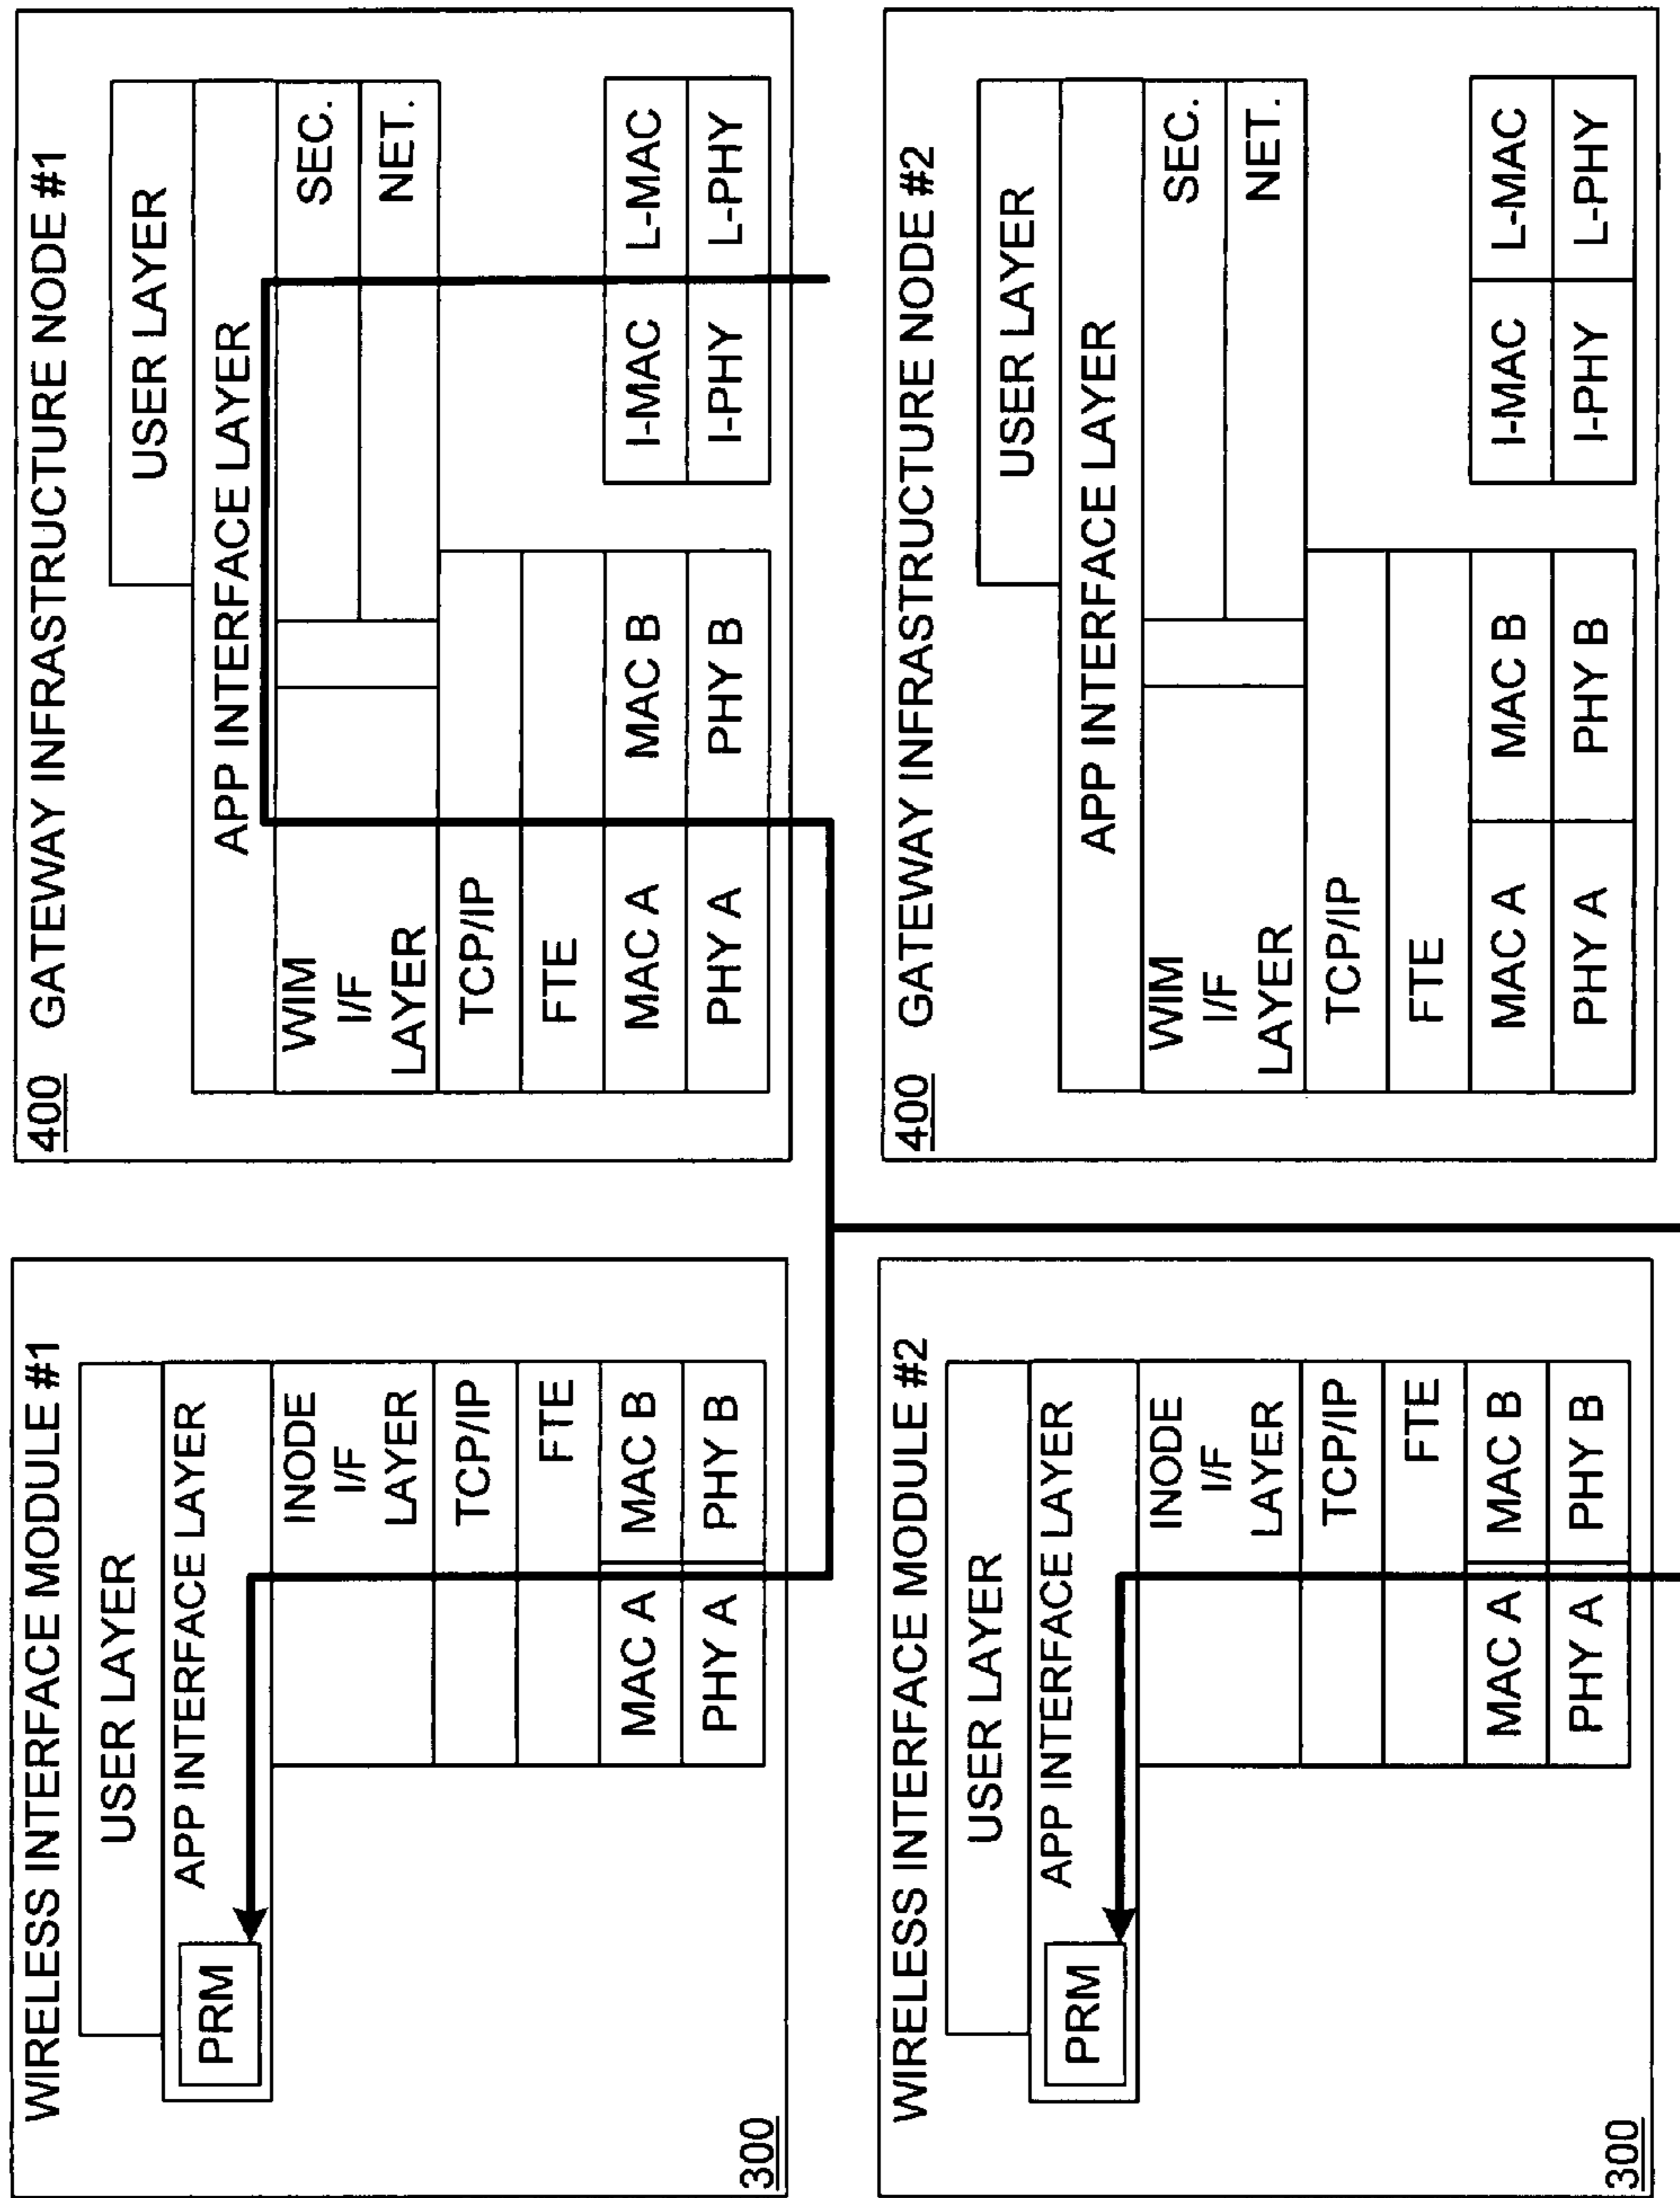 WIRELESS INTERFACE MODULE #1
USER LAYER
APP INTERFACE LAYER
PRM
INODE
I/F
LAYER
TCP/IP
FTE
MAC A
MAC B
PHY A
PHY B
300
400 GATEWAY INFRASTRUCTURE NODE #1
USER LAYER
APP INTERFACE LAYER
WIM
I/F
LAYER
SEC.
NET.
TCP/IP
FTE
MAC A
MAC B
I-MAC
L-MAC
PHY A
PHY B
I-PHY
L-PHY
WIRELESS INTERFACE MODULE #2
USER LAYER
APP INTERFACE LAYER
PRM
INODE
I/F
LAYER
TCP/IP
FTE
MAC A
MAC B
PHY A
PHY B
300
400 GATEWAY INFRASTRUCTURE NODE #2
USER LAYER
APP INTERFACE LAYER
WIM
I/F
LAYER
SEC.
NET.
TCP/IP
FTE
MAC A
MAC B
I-MAC
L-MAC
PHY A
PHY B
I-PHY
L-PHY